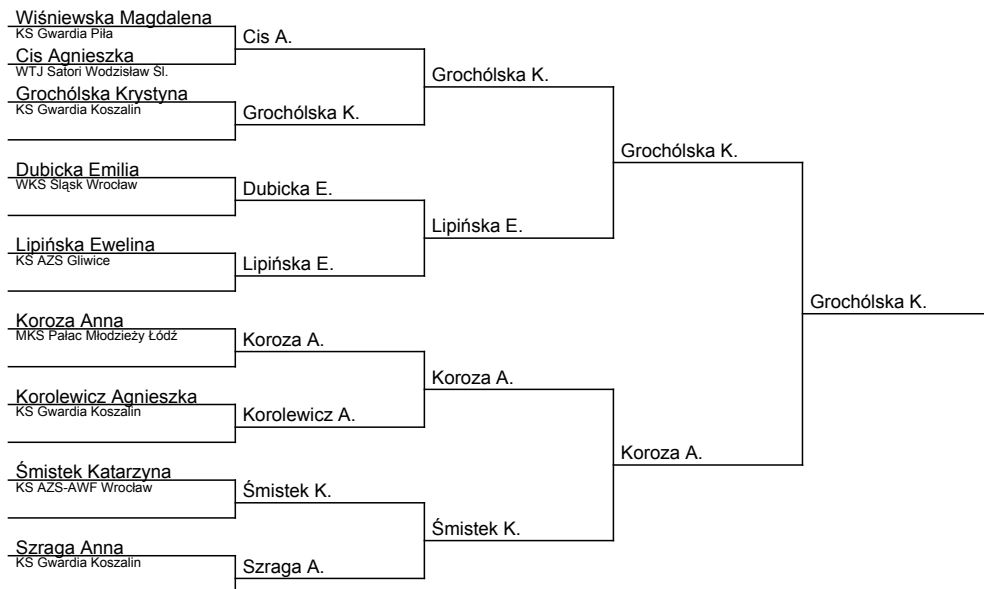 Wiśniewska Magdalena
KS Gwardia Piła
Cis A.
Cis Agnieszka
WTJ Satori Wodzisław Śl.
Grochólska K.
Grochólska Krystyna
KS Gwardia Koszalin
Grochólska K.
Grochólska K.
Dubicka Emilia
WKS Śląsk Wrocław
Dubicka E.
Lipińska E.
Lipińska Ewelina
KS AZS Gliwice
Lipińska E.
Grochólska K.
Koroza Anna
MKS Pałac Młodzieży Łódź
Koroza A.
Koroza A.
Korolewicz Agnieszka
KS Gwardia Koszalin
Korolewicz A.
Koroza A.
Śmistek Katarzyna
KS AZS-AWF Wrocław
Śmistek K.
Śmistek K.
Szraga Anna
KS Gwardia Koszalin
Szraga A.